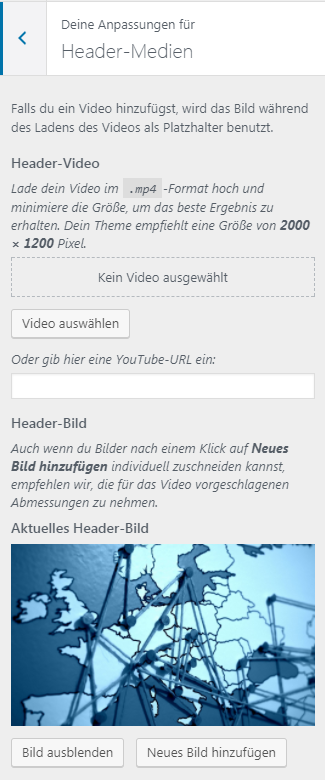 Deine Anpassungen für
Header-Medien
Falls du ein Video hinzufügst, wird das Bild während
des Ladens des Videos als Platzhalter benutzt.
Header-Video
Lade dein Video im .mp4 -Format hoch und
minimiere die Größe, um das beste Ergebnis zu
erhalten. Dein Theme empfiehlt eine Größe von 2000
× 1200 Pixel.
Kein Video ausgewählt
Video auswählen
Oder gib hier eine YouTube-URL ein:
Header-Bild
Auch wenn du Bilder nach einem Klick auf Neues
Bild hinzufügen individuell zuschneiden kannst,
empfehlen wir, die für das Video vorgeschlagenen
Abmessungen zu nehmen.
Aktuelles Header-Bild
Bild ausblenden
Neues Bild hinzufügen